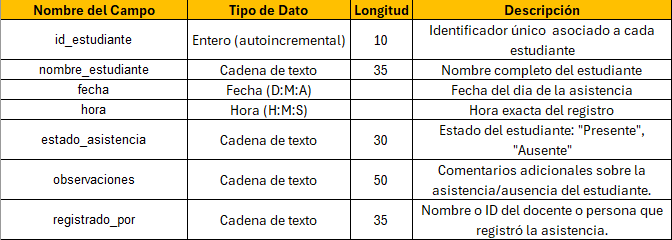 Nombre del Campo Tipo de Dato Longitud Descripción
id_estudiante Entero (autoincremental) 10 Identificador único asociado a cada
estudiante
nombre_estudiante Cadena de texto 35 Nombre completo del estudiante
fecha Fecha (D:M:A) Fecha del dia de la asistencia
hora Hora (H:M:S) Hora exacta del registro
estado_asistencia Cadena de texto 30 Estado del estudiante: "Presente",
"Ausente"
observaciones Cadena de texto 50 Comentarios adicionales sobre la
asistencia/ausencia del estudiante.
registrado_por Cadena de texto 35 Nombre o ID del docente o persona que
registró la asistencia.